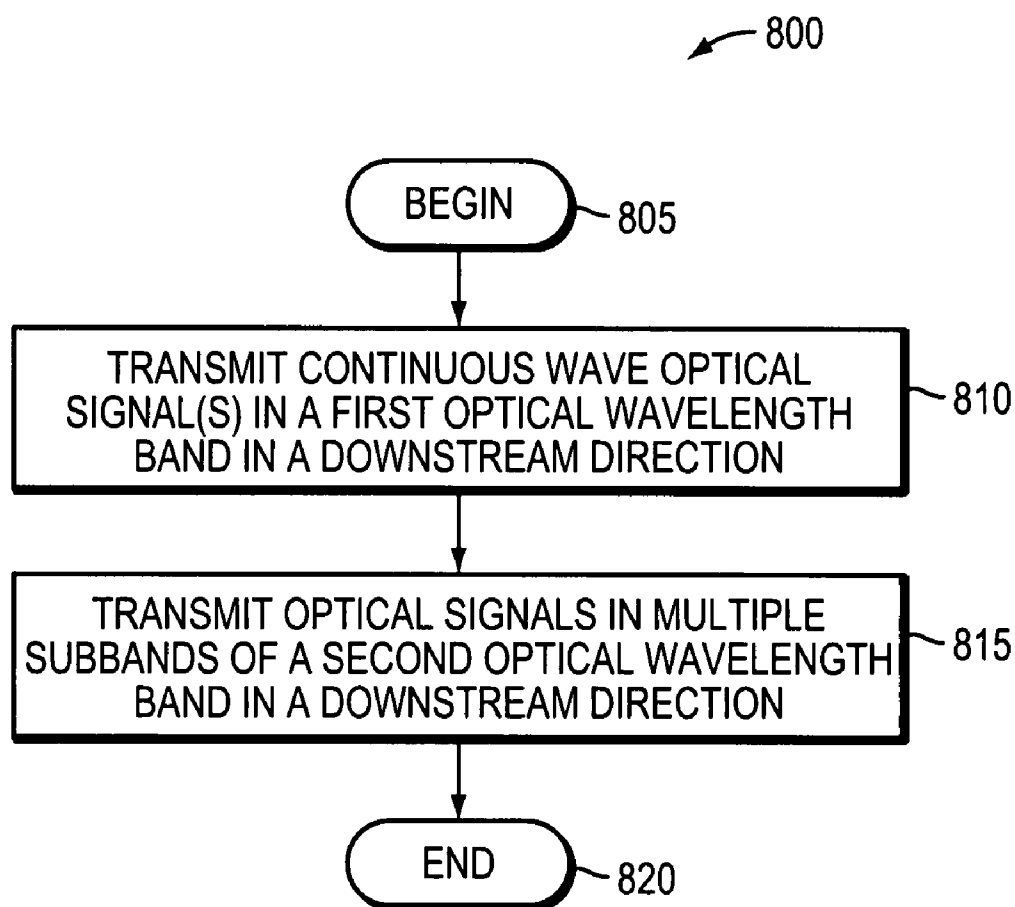 800
BEGIN
805
TRANSMIT CONTINUOUS WAVE OPTICAL
SIGNAL(S) IN A FIRST OPTICAL WAVELENGTH
BAND IN A DOWNSTREAM DIRECTION
810
TRANSMIT OPTICAL SIGNALS IN MULTIPLE
SUBBANDS OF A SECOND OPTICAL WAVELENGTH
BAND IN A DOWNSTREAM DIRECTION
815
END
820